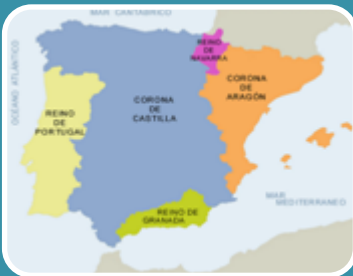 MAR CANTÁBRICO
OCÉANO ATLÁNTICO
REINO
DE
NAVARRA
CORONA
DE
ARAGÓN
CORONA
DE
CASTILLA
REINO
DE
PORTUGAL
MAR
MEDITERRANEO
REINO DE
GRANADA